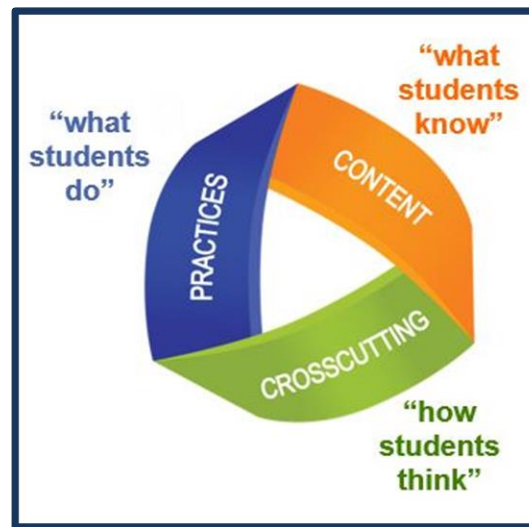 “what
students
know”
“what
students
do”
CONTENT
PRACTICES
CROSSCUTTING
“how
students
think”